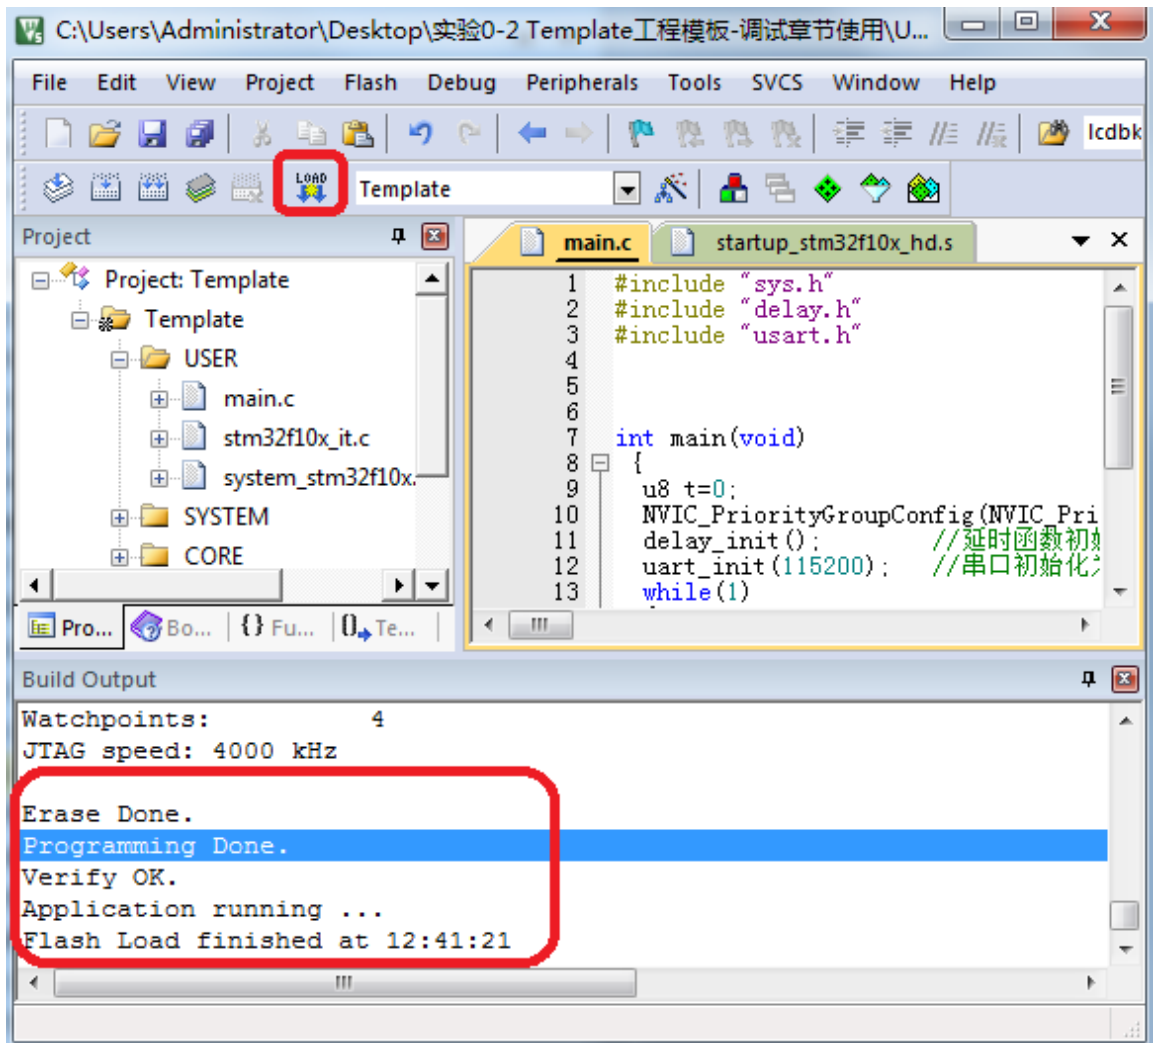 C:\Users\Administrator\Desktop\实验0-2 Template工程模板-调试章节使用\U...
File Edit View Project Flash Debug Peripherals Tools SVCS Window Help
lcdbk
LOAD Template
Project
main.c startup_stm32f10x_hd.s
Project: Template
Template
USER
main.c
stm32f10x_it.c
system_stm32f10x.
SYSTEM
CORE
Pro... Bo... {} Fu... 0 Te...
1 #include "sys.h"
2 #include "delay.h"
3 #include "usart.h"
4
5
6
7 int main(void)
8 {
9 u8 t=0;
10 NVIC_PriorityGroupConfig(NVIC_Pri
11 delay_init(); //延时函数初始
12 uart_init(115200); //串口初始化为
13 while(1)
Build Output
Watchpoints: 4
JTAG speed: 4000 kHz
Erase Done.
Programming Done.
Verify OK.
Application running ...
Flash Load finished at 12:41:21